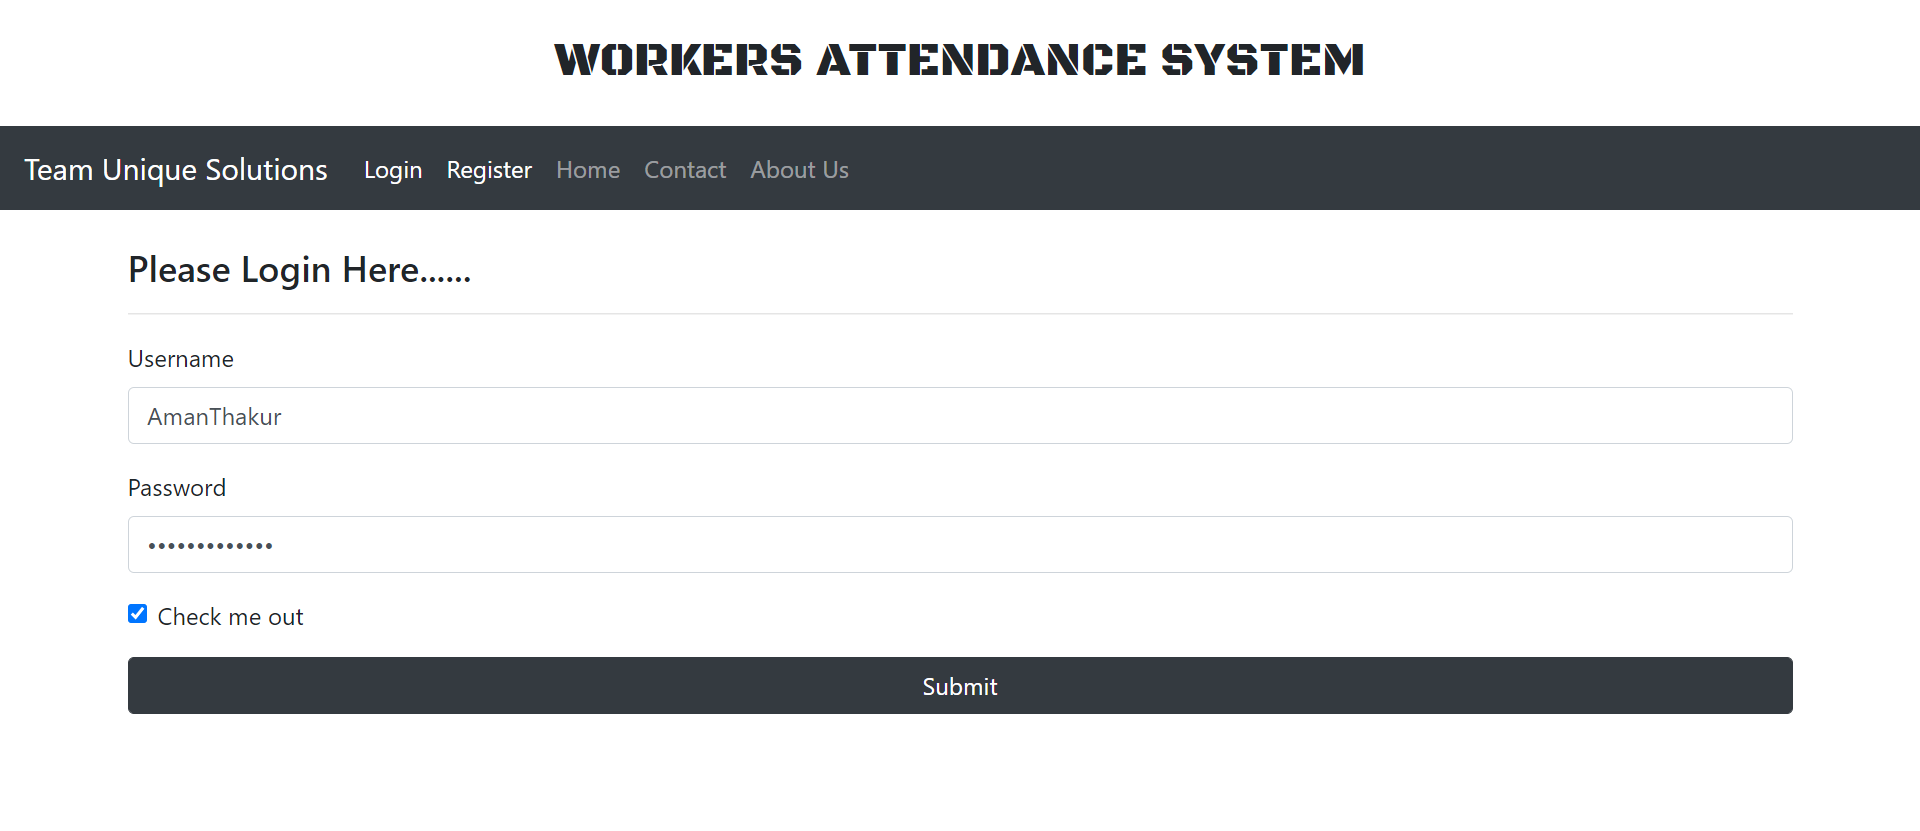 WORKERS ATTENDANCE SYSTEM
Team Unique Solutions Login Register Home Contact About Us
Please Login Here......
Username
AmanThakur
Password
•••••••••••••
Check me out
Submit